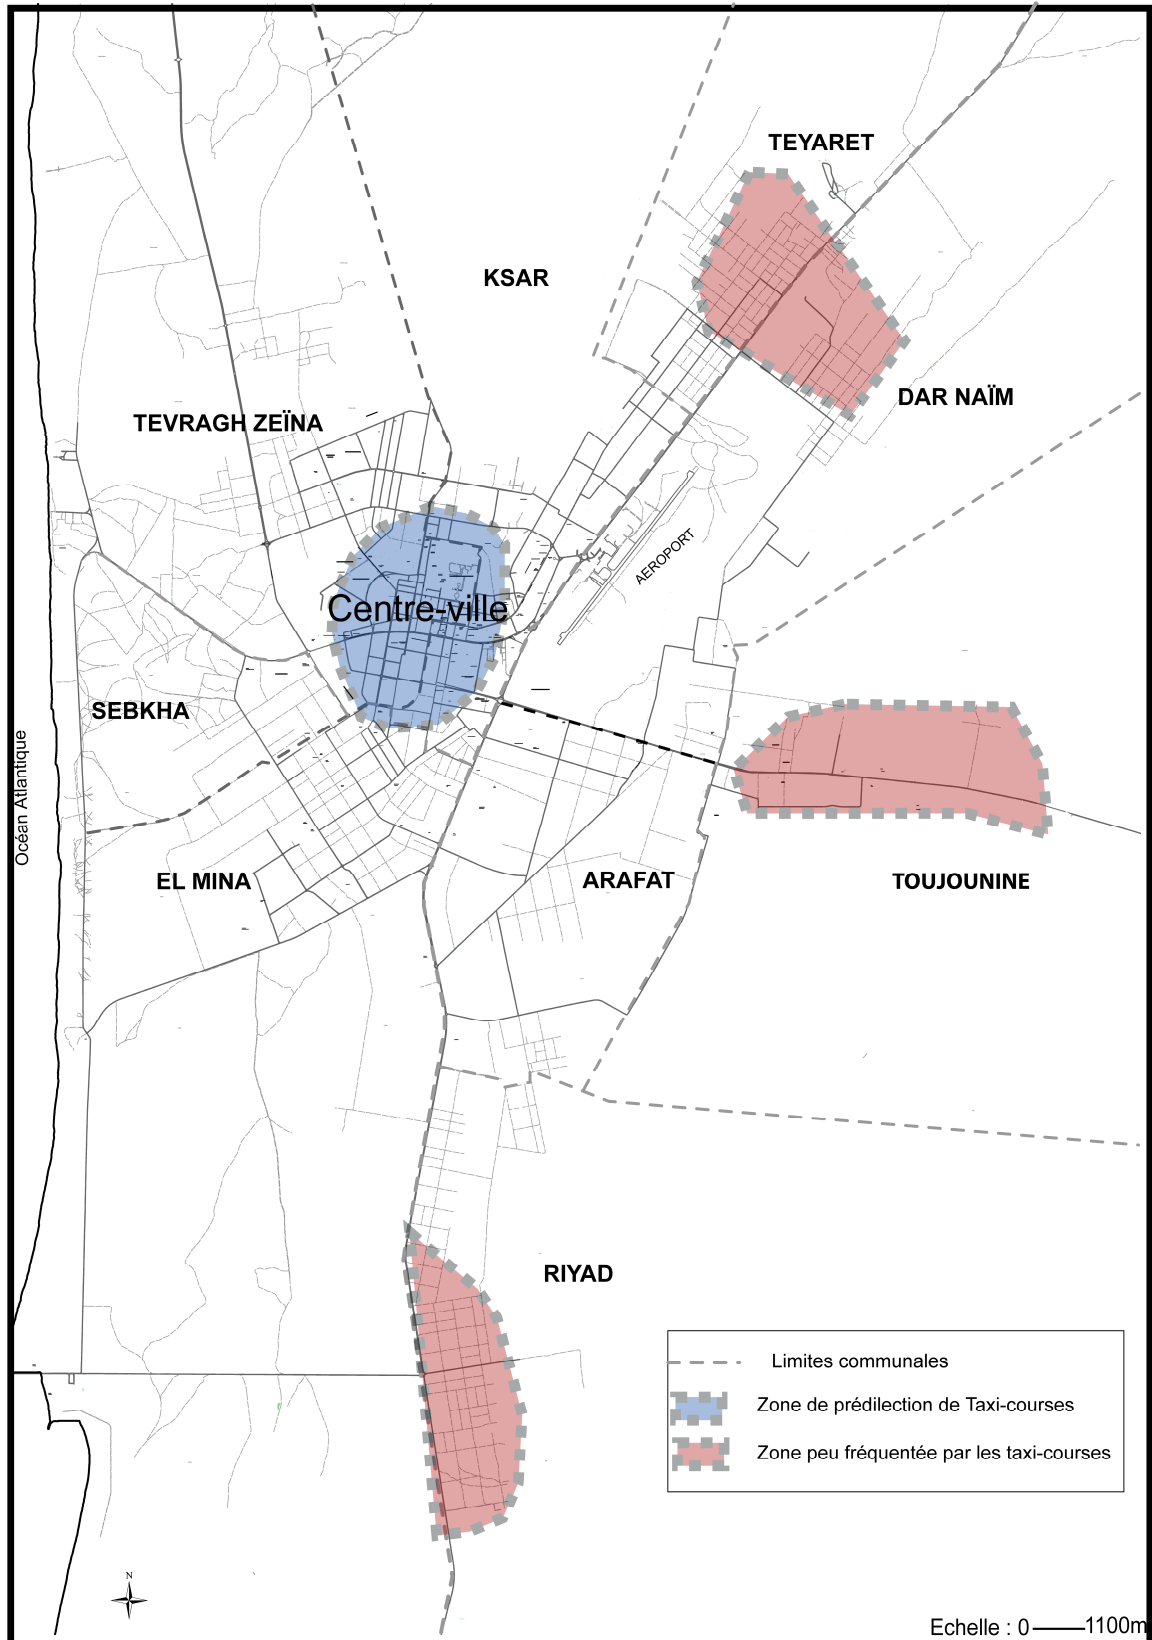 TEYARET
KSAR
DAR NAÏM
TEVRAGH ZEÏNA
AEROPORT
Centre-ville
SEBKHA
Océan Atlantique
EL MINA
ARAFAT
TOUJOUNINE
RIYAD
Limites communales
Zone de prédilection de Taxi-courses
Zone peu fréquentée par les taxi-courses
N
Echelle : 0 1100m